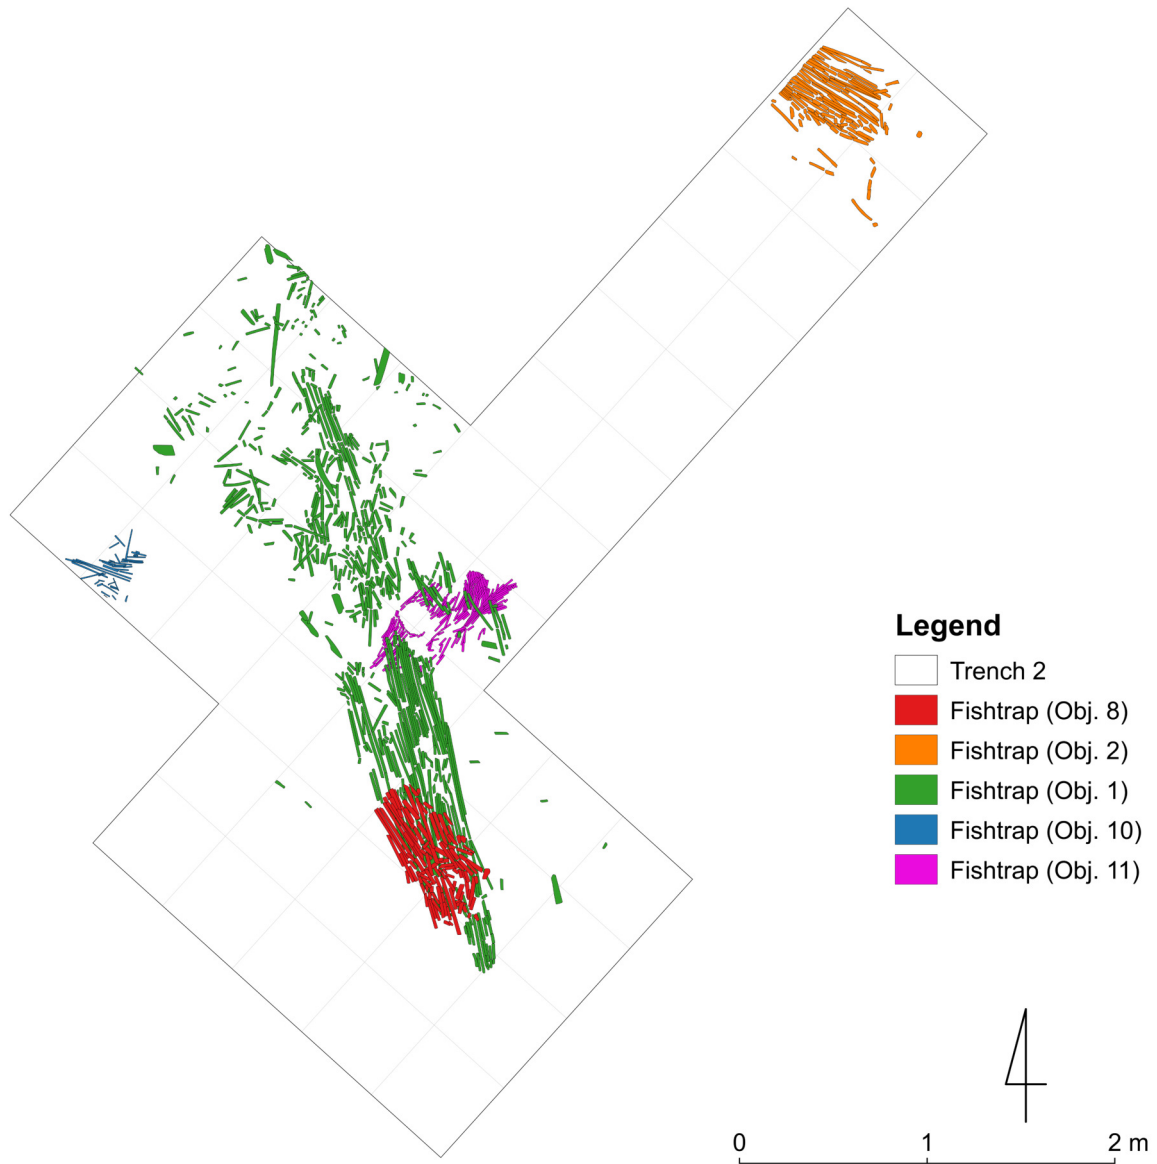 Legend
Trench 2
Fishtrap (Obj. 8)
Fishtrap (Obj. 2)
Fishtrap (Obj. 1)
Fishtrap (Obj. 10)
Fishtrap (Obj. 11)
0 1 2 m